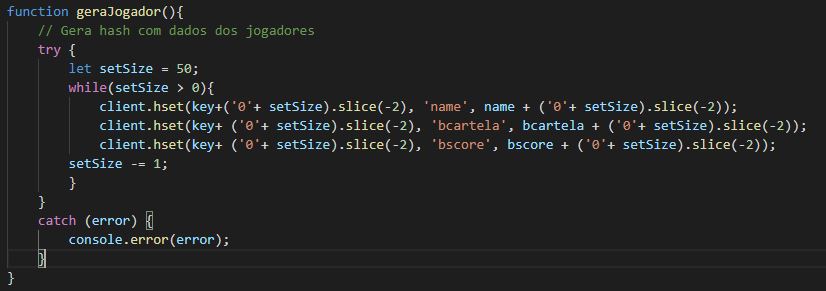 function geraJogador(){
// Gera hash com dados dos jogadores
try {
let setSize = 50;
while(setSize > 0){
client.hset(key+('0'+ setSize).slice(-2), 'name', name + ('0'+ setSize).slice(-2));
client.hset(key+ ('0'+ setSize).slice(-2), 'bcartela', bcartela + ('0'+ setSize).slice(-2));
client.hset(key+ ('0'+ setSize).slice(-2), 'bscore', bscore + ('0'+ setSize).slice(-2));
setSize -= 1;
}
}
catch (error) {
console.error(error);
}
}